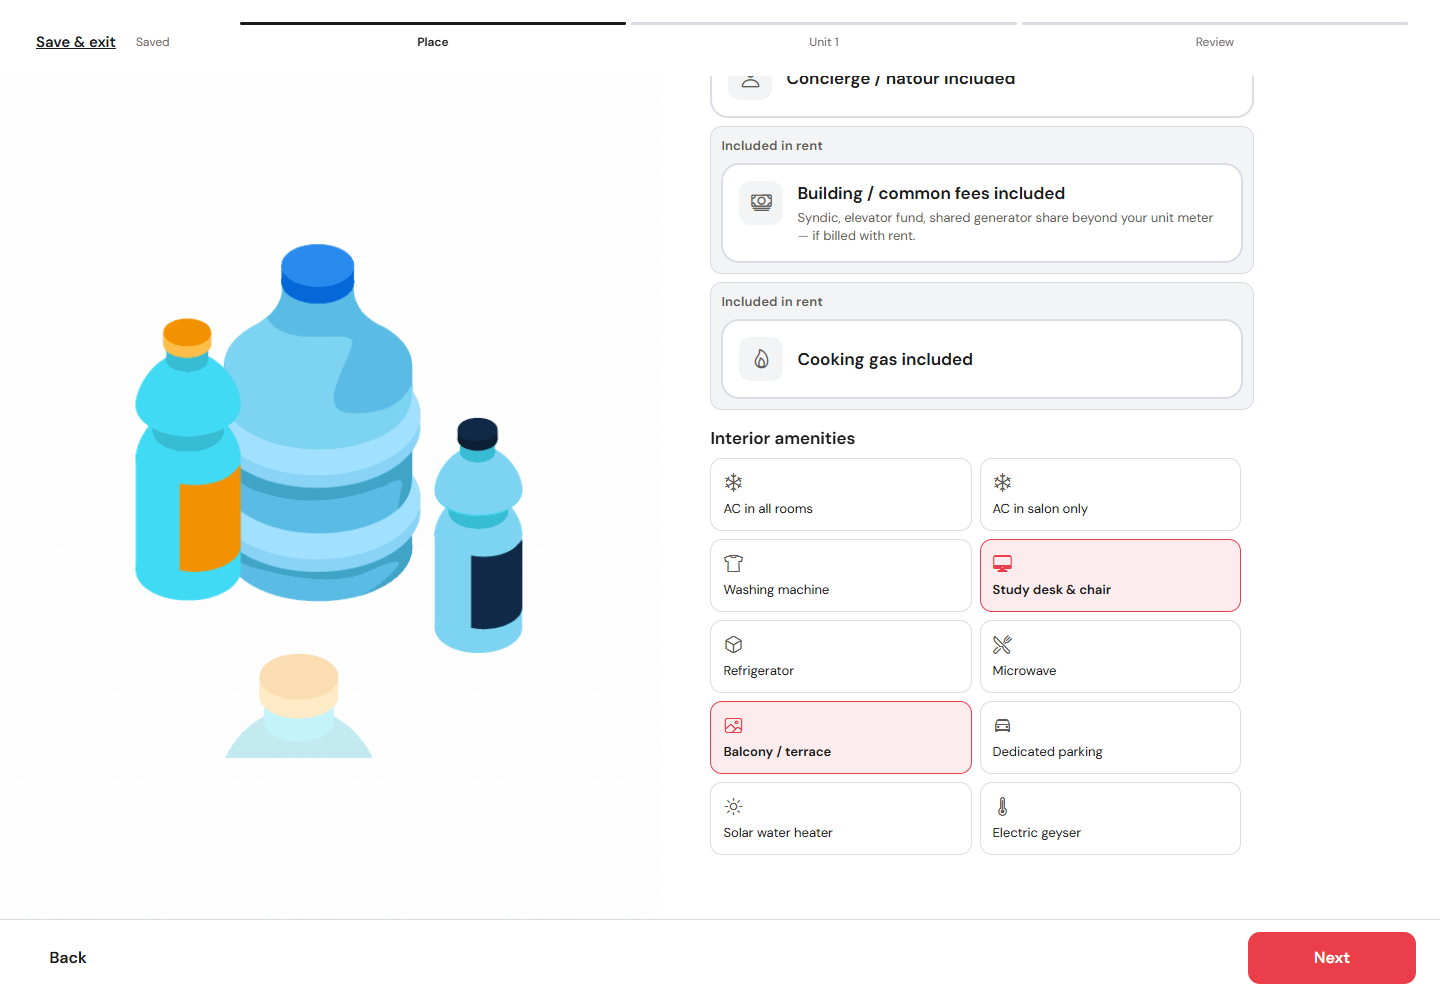 Save & exit
Saved
Place
Unit 1
Review
Concierge / natour included
Included in rent
Building / common fees included
Syndic, elevator fund, shared generator share beyond your unit meter
— if billed with rent.
Included in rent
Cooking gas included
Interior amenities
AC in all rooms
AC in salon only
Washing machine
Study desk & chair
Refrigerator
Microwave
Balcony / terrace
Dedicated parking
Solar water heater
Electric geyser
Back
Next